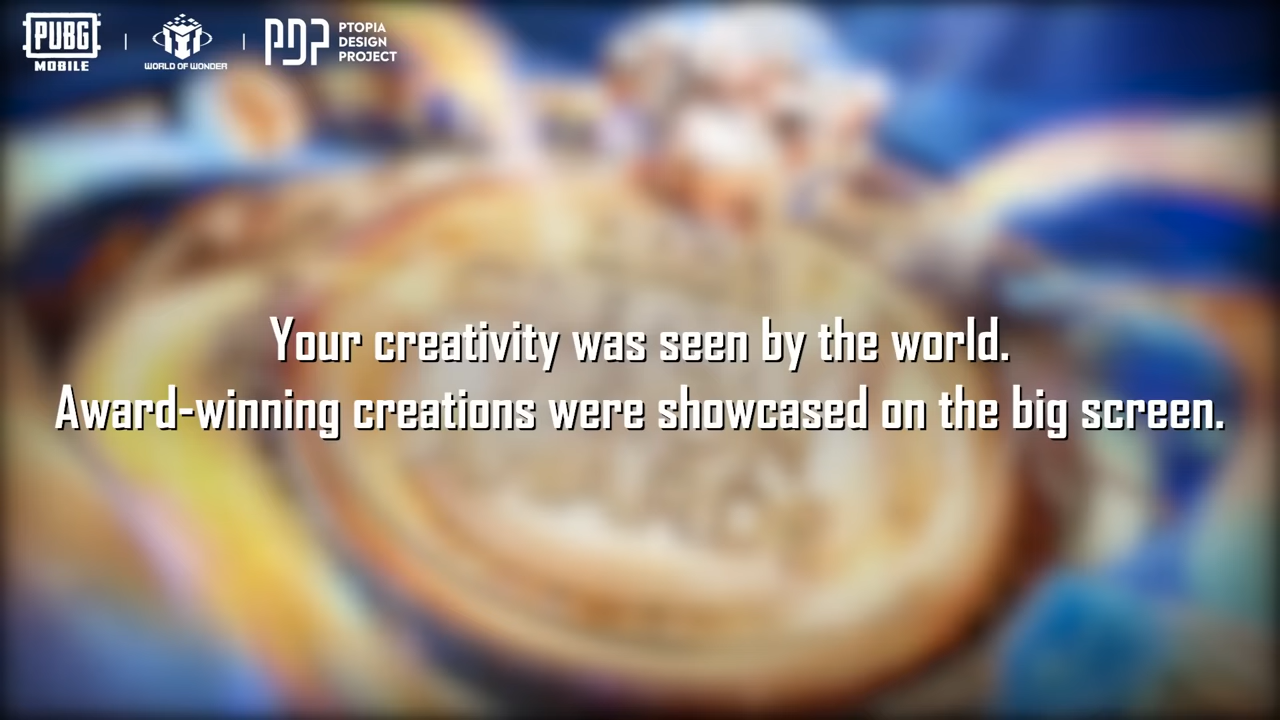 PUBG
MOBILE
WORLD OF WONDER
PDP
PTOPIA
DESIGN
PROJECT
Your creativity was seen by the world.
Award-winning creations were showcased on the big screen.